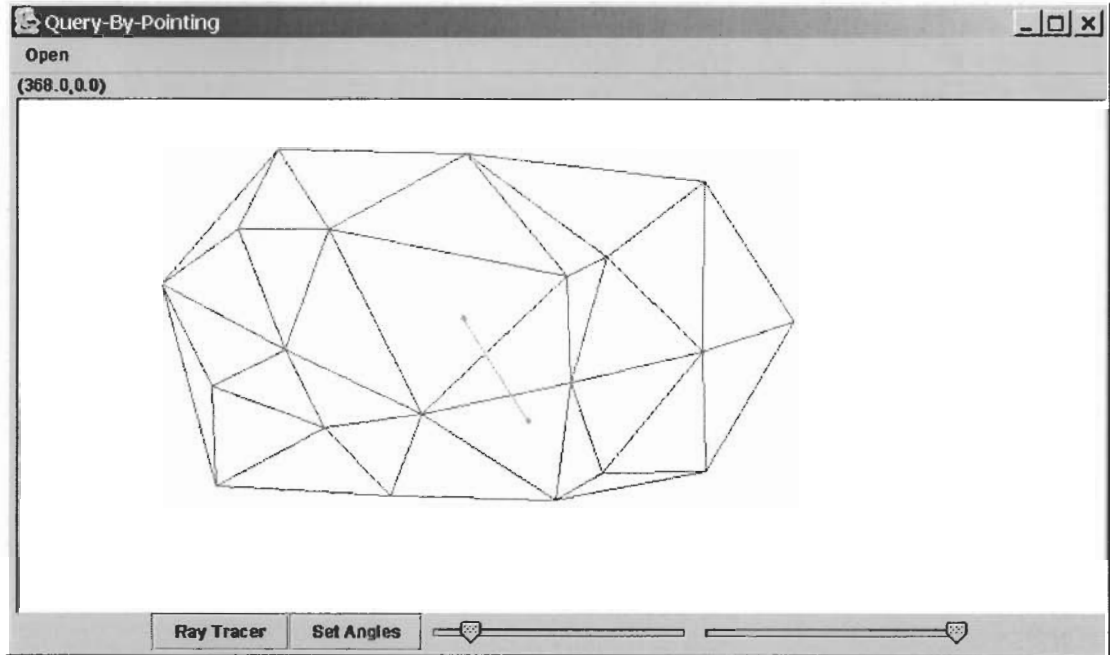 Query-By-Pointing
Open
(368.0,0.0)
Ray Tracer Set Angles